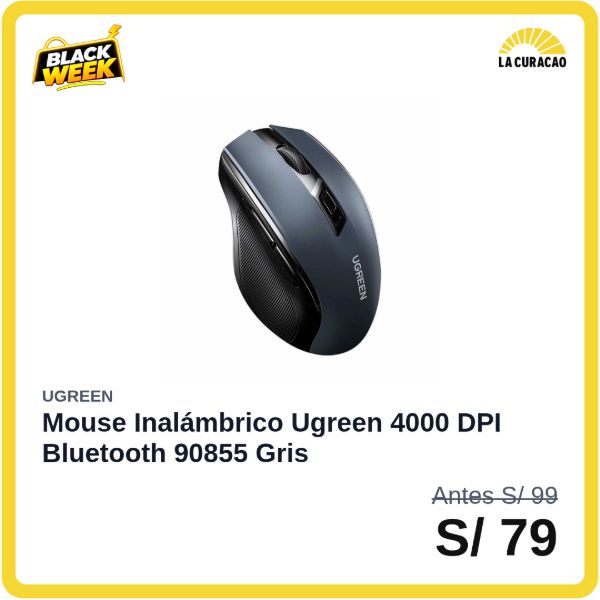 BLACK
WEEK
LA CURACAO
UGREEN
UGREEN
Mouse Inalámbrico Ugreen 4000 DPI
Bluetooth 90855 Gris
Antes S/ 99
S/ 79